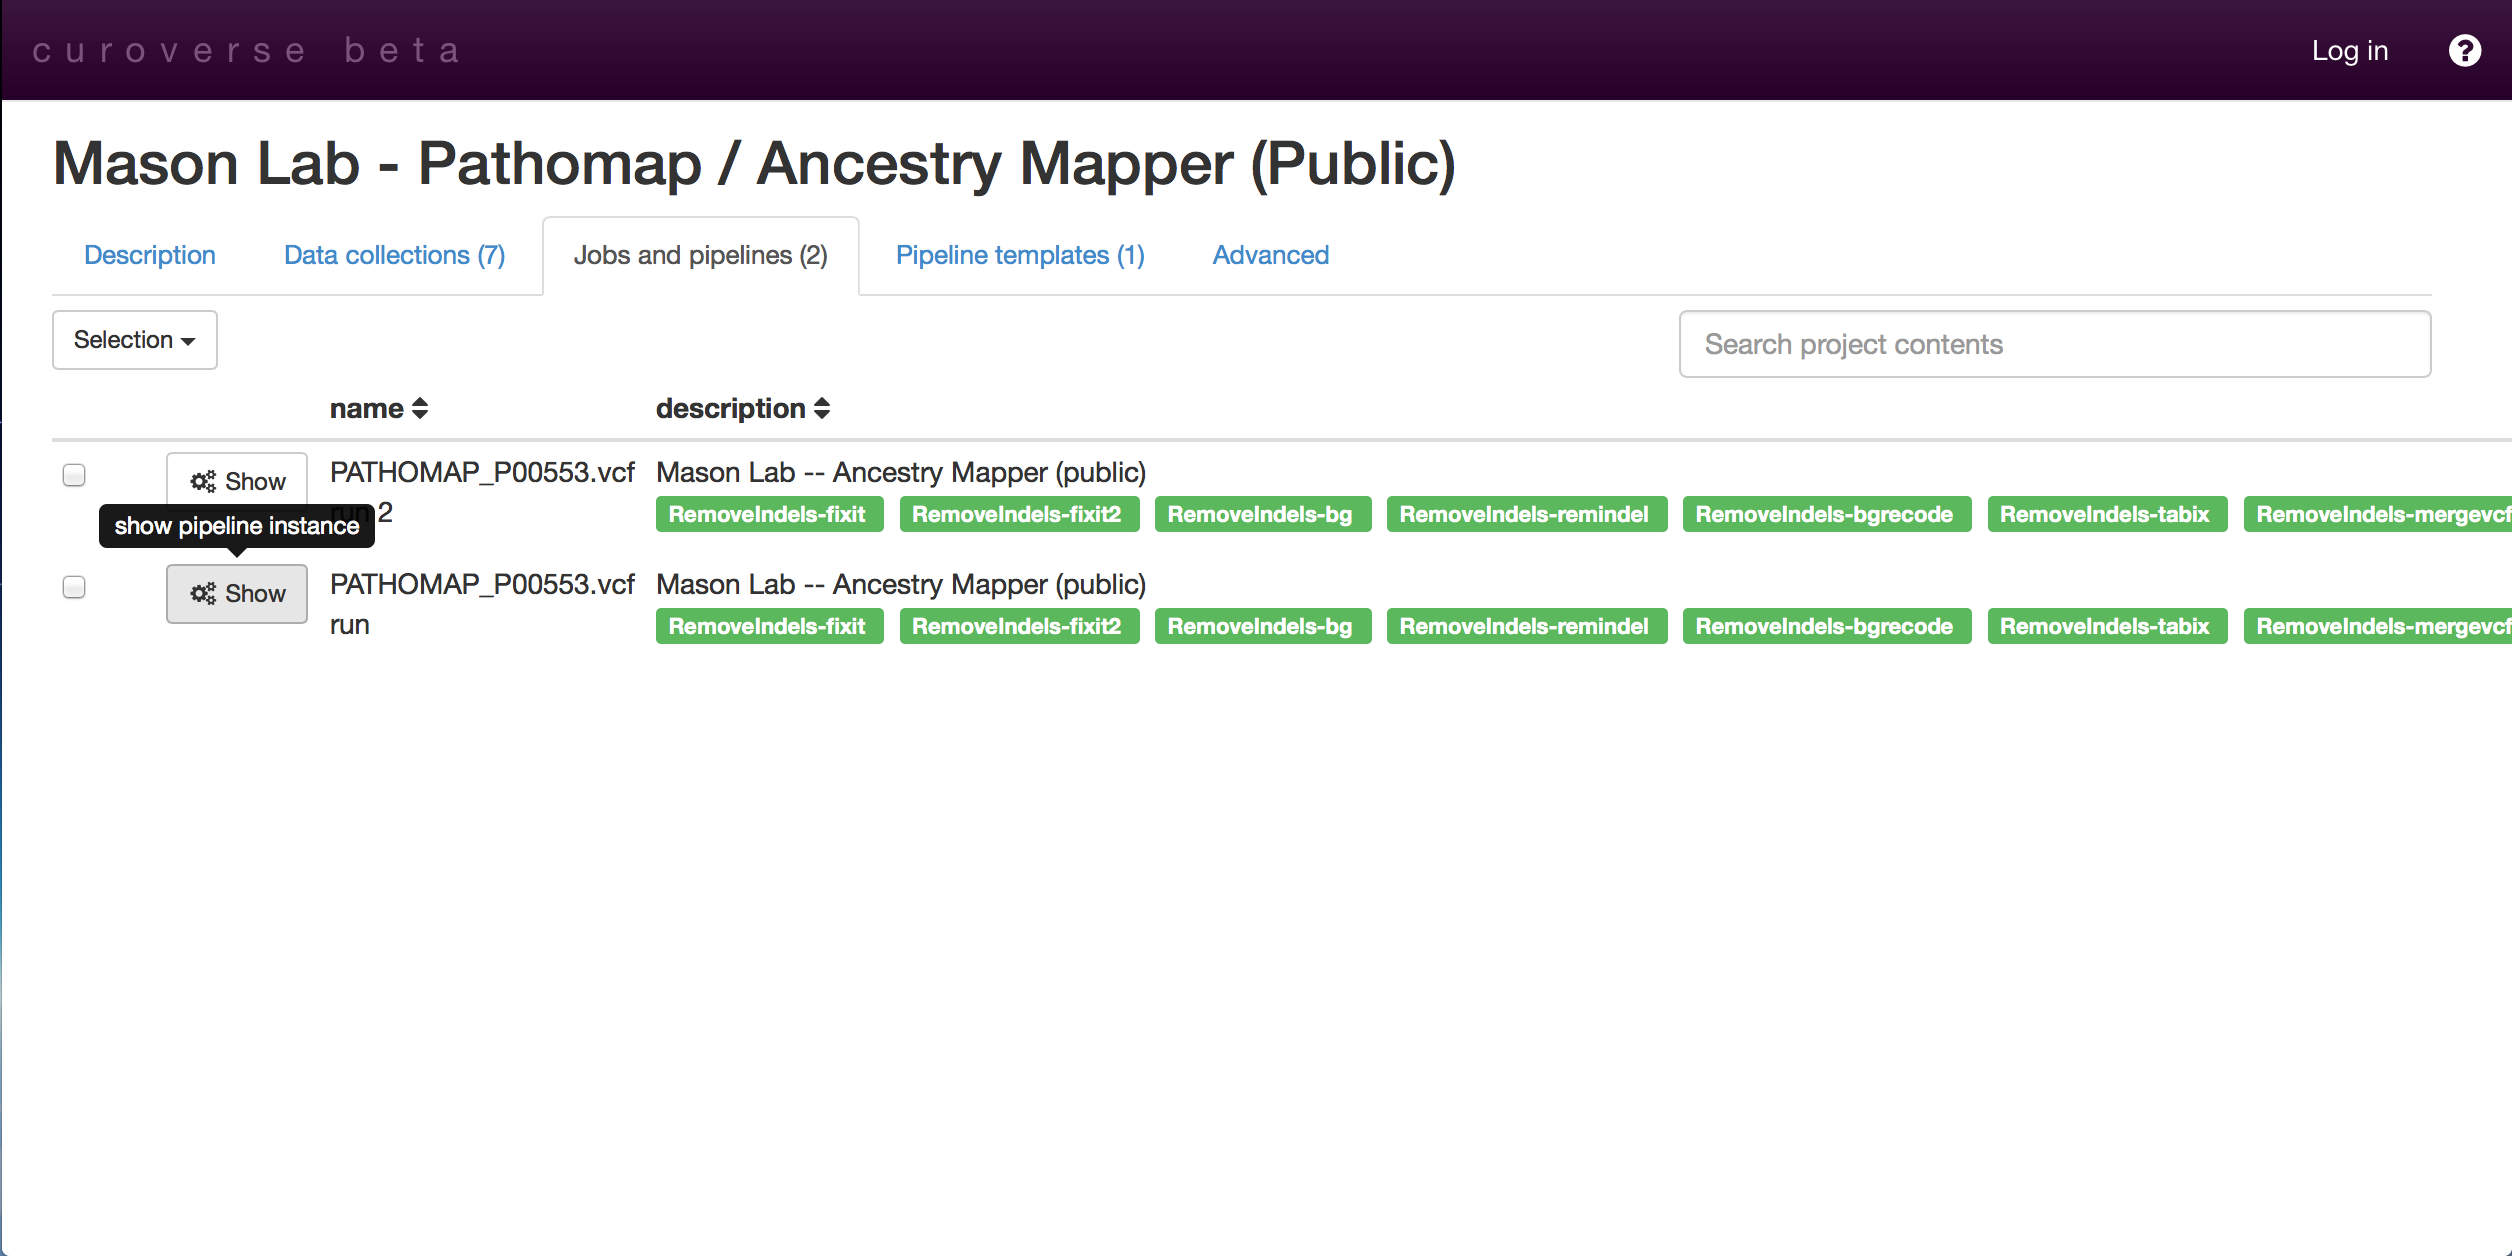 curoverse beta
Log in
Mason Lab - Pathomap / Ancestry Mapper (Public)
Description Data collections (7) Jobs and pipelines (2) Pipeline templates (1) Advanced
Selection
Search project contents
name description
Show PATHOMAP_P00553.vcf Mason Lab -- Ancestry Mapper (public)
run 2 RemoveIndels-fixit RemoveIndels-fixit2 RemoveIndels-bg RemoveIndels-remindel RemoveIndels-bgrecode RemoveIndels-tabix RemoveIndels-mergevcf
show pipeline instance
Show PATHOMAP_P00553.vcf Mason Lab -- Ancestry Mapper (public)
run RemoveIndels-fixit RemoveIndels-fixit2 RemoveIndels-bg RemoveIndels-remindel RemoveIndels-bgrecode RemoveIndels-tabix RemoveIndels-mergevcf